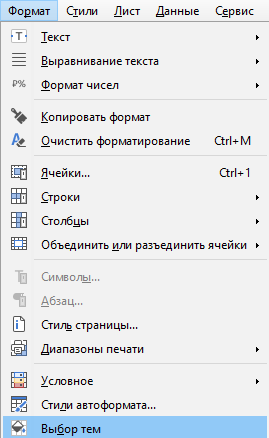 Формат Стили Лист Данные Сервис
Текст
Выравнивание текста
Формат чисел
Копировать формат
Очистить форматирование Ctrl+M
Ячейки... Ctrl+1
Строки
Столбцы
Объединить или разъединить ячейки
Символы...
Абзац...
Стиль страницы...
Диапазоны печати
Условное
Стили автоформата...
Выбор тем